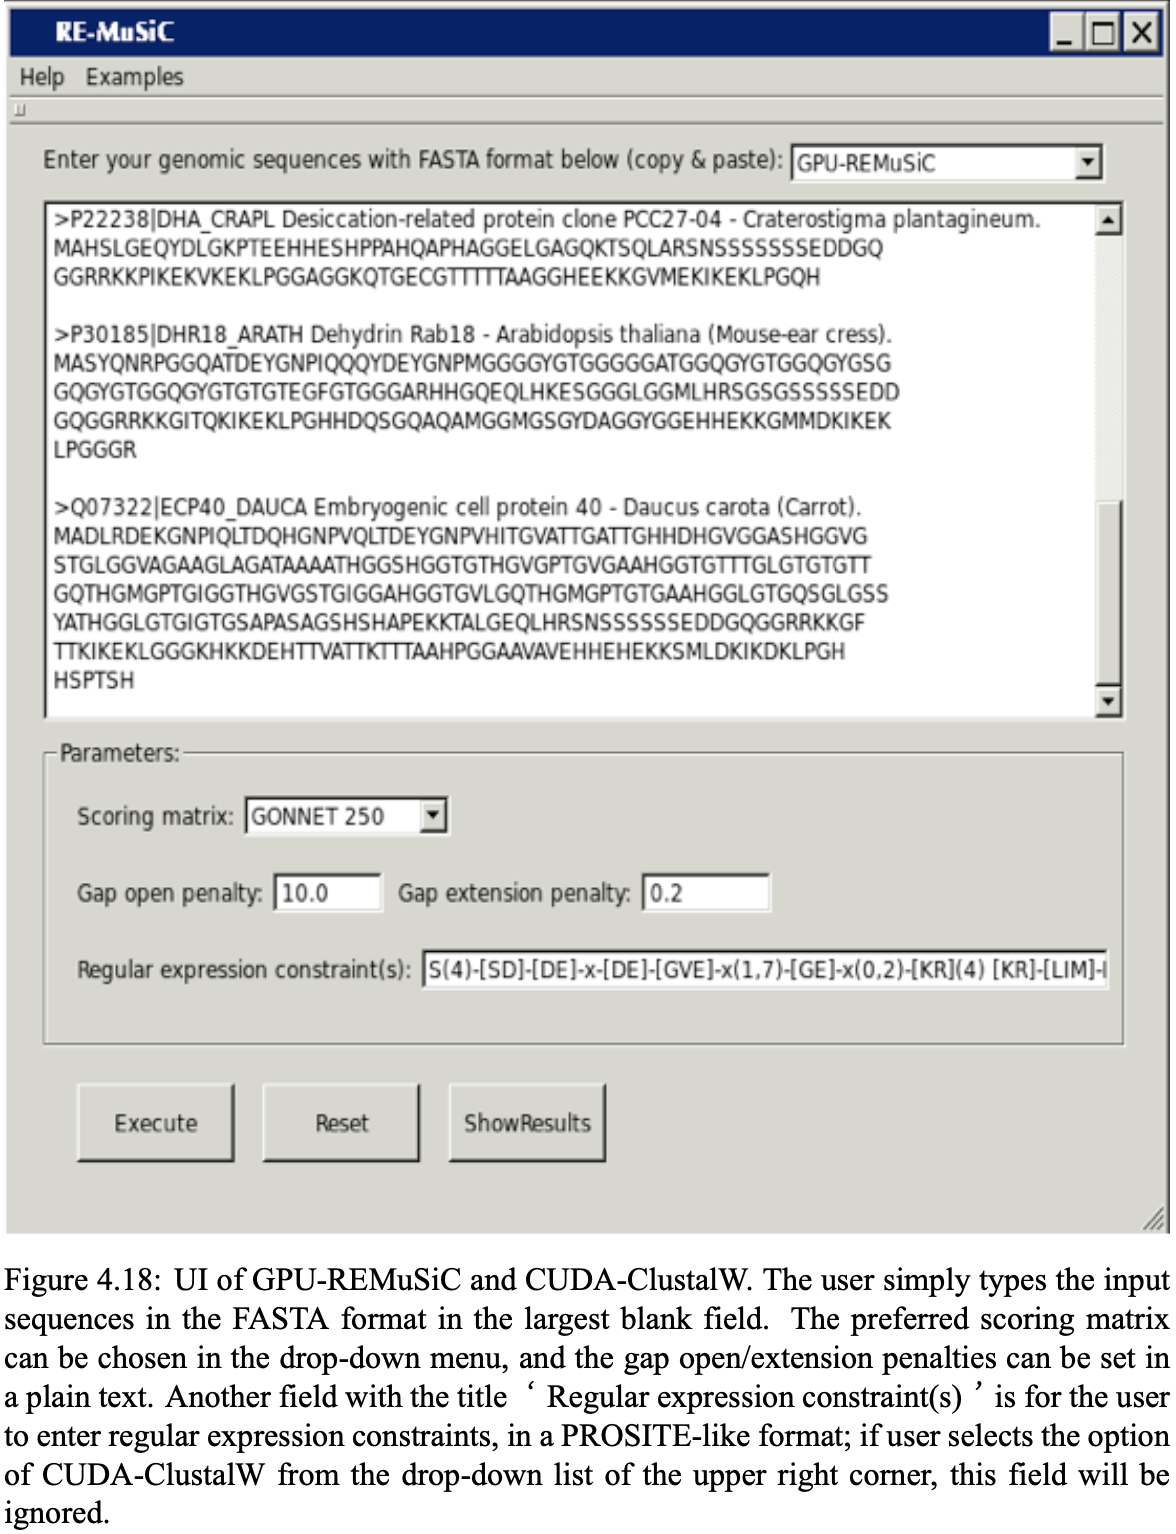 RE-MuSiC
Help Examples
Enter your genomic sequences with FASTA format below (copy & paste): GPU-REMuSiC
>P22238|DHA_CRAPL Desiccation-related protein clone PCC27-04 - Craterostigma plantagineum.
MAHSLGEQYDLGKPTEEHHESHPPAHQAPHAGGELGAGQKTSQLARSNSSSSSSSEDDGQ
GGRRKKPIKEKVKEKLPGGAGGKQTGECGTTTTTAAGGHEEKKGVMEKIKEKLPGQH
>P30185|DHR18_ARATH Dehydrin Rab18 - Arabidopsis thaliana (Mouse-ear cress).
MASYQNRPGGQATDEYGNPIQQQYDEYGNPMGGGGYGTGGGGGATGGQGYGTGGQGYGSG
GQGYGTGGQGYGTGTGTEGFGTGGGARHHGQEQLHKESGGGLGGMLHRSGSGSSSSSEDD
GQGGRRKKGITQKIKEKLPGHHDQSGQAQAMGGMGSGYDAGGYGGEHHEKKGMMDKIKEK
LPGGGR
>Q07322|ECP40_DAUCA Embryogenic cell protein 40 - Daucus carota (Carrot).
MADLRDEKGNPIQLTDQHGNPVQLTDEYGNPVHITGVATTGATTGHHDHGVGGASHGGVG
STGLGGVAGAAGLAGATAAAATHGGSHGGTGTHGVGPTGVGAAHGGTGTTTGLGTGTGTT
GQTHGMGPTGIGGTHGVGSTGIGGAHGGTGVLGQTHGMGPTGTGAAHGGLGTGQSGLGSS
YATHGGLGTGIGTGSAPASAGSHSHAPEKKTALGEQLHRSNSSSSSSEDDGQGGRRKKGF
TTKIKEKLGGGKHKKDEHTTVATTKTTTAAHPGGAAVAVEHHEHEKKSMLDKIKDKLPGH
HSPTSH
Parameters:
Scoring matrix: GONNET 250
Gap open penalty: 10.0 Gap extension penalty: 0.2
Regular expression constraint(s): S(4)-[SD]-[DE]-x-[DE]-[GVE]-x(1,7)-[GE]-x(0,2)-[KR](4) [KR]-[LIM]-
Execute Reset ShowResults
Figure 4.18: UI of GPU-REMuSiC and CUDA-ClustalW. The user simply types the input
sequences in the FASTA format in the largest blank field. The preferred scoring matrix
can be chosen in the drop-down menu, and the gap open/extension penalties can be set in
a plain text. Another field with the title ‘ Regular expression constraint(s) ’ is for the user
to enter regular expression constraints, in a PROSITE-like format; if user selects the option
of CUDA-ClustalW from the drop-down list of the upper right corner, this field will be
ignored.